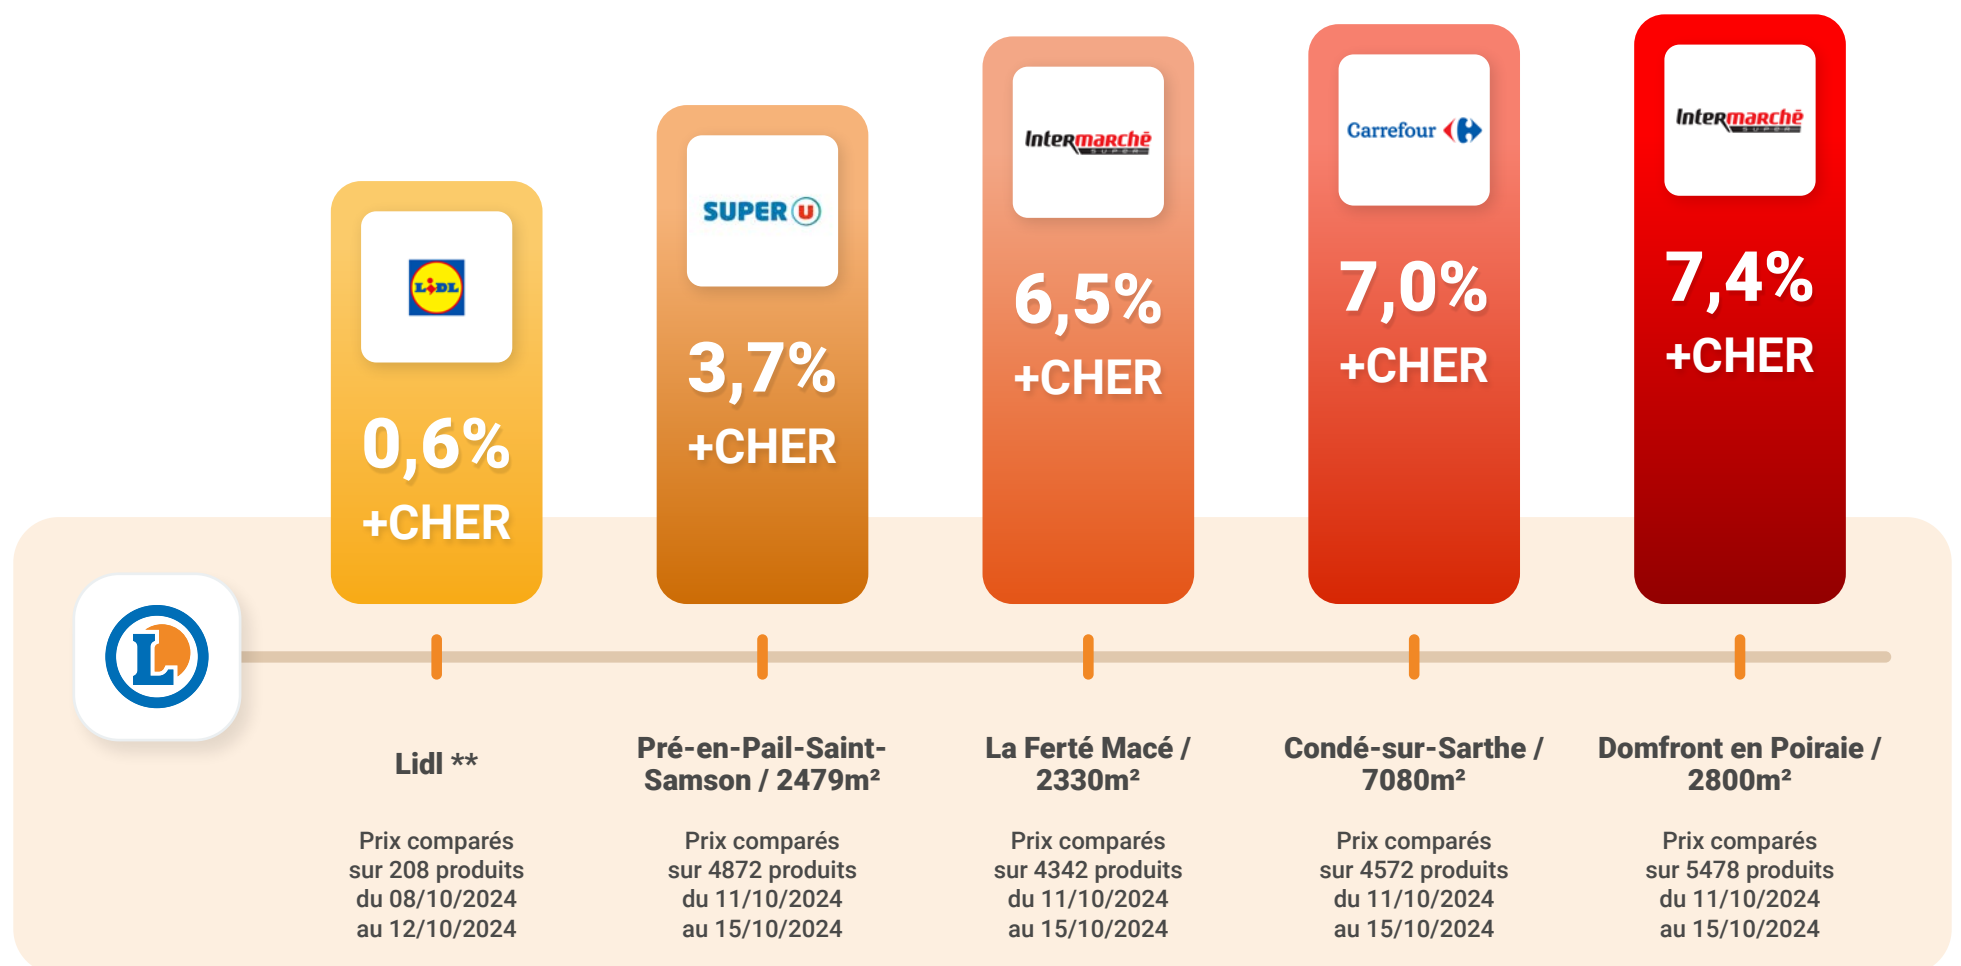 LIDL
0,6%
+CHER
SUPER U
3,7%
+CHER
Intermarchē
SUPER
6,5%
+CHER
Carrefour
7,0%
+CHER
Intermarchē
SUPER
7,4%
+CHER
L
Lidl **
Prix comparés
sur 208 produits
du 08/10/2024
au 12/10/2024
Pré-en-Pail-Saint-
Samson / 2479m²
Prix comparés
sur 4872 produits
du 11/10/2024
au 15/10/2024
La Ferté Macé /
2330m²
Prix comparés
sur 4342 produits
du 11/10/2024
au 15/10/2024
Condé-sur-Sarthe /
7080m²
Prix comparés
sur 4572 produits
du 11/10/2024
au 15/10/2024
Domfront en Poiraie /
2800m²
Prix comparés
sur 5478 produits
du 11/10/2024
au 15/10/2024